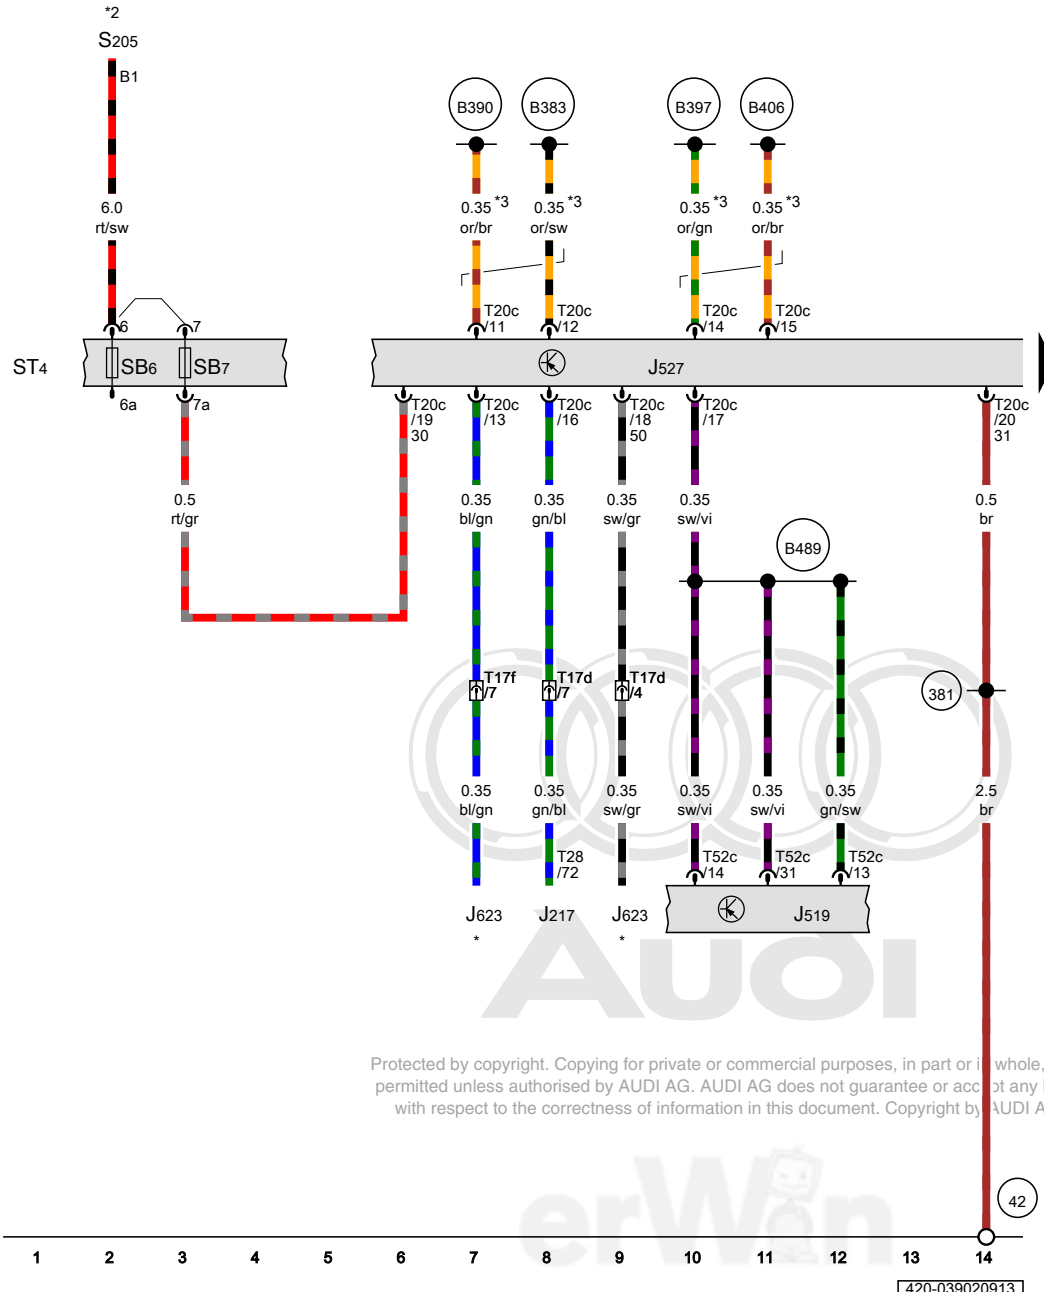 *2
S205
B1
6.0
rt/sw
B390
B383
B397
B406
0.35 *3
or/br
0.35 *3
or/sw
0.35 *3
or/gn
0.35 *3
or/br
6
7
T20c
/11
T20c
/12
T20c
/14
T20c
/15
ST4
SB6
SB7
J527
6a
7a
T20c
/19
30
T20c
/13
T20c
/16
T20c
/18
50
T20c
/17
T20c
/20
31
0.5
rt/gr
0.35
bl/gn
0.35
gn/bl
0.35
sw/gr
0.35
sw/vi
0.5
br
B489
T17f
/7
T17d
/7
T17d
/4
381
0.35
bl/gn
0.35
gn/bl
0.35
sw/gr
0.35
sw/vi
0.35
sw/vi
0.35
gn/sw
2.5
br
T28
/72
T52c
/14
T52c
/31
T52c
/13
J623
*
J217
J623
*
J519
Audi
Protected by copyright. Copying for private or commercial purposes, in part or in whole,
permitted unless authorised by AUDI AG. AUDI AG does not guarantee or accept any
with respect to the correctness of information in this document. Copyright by AUDI A
erWin
42
1 2 3 4 5 6 7 8 9 10 11 12 13 14
420-039020913